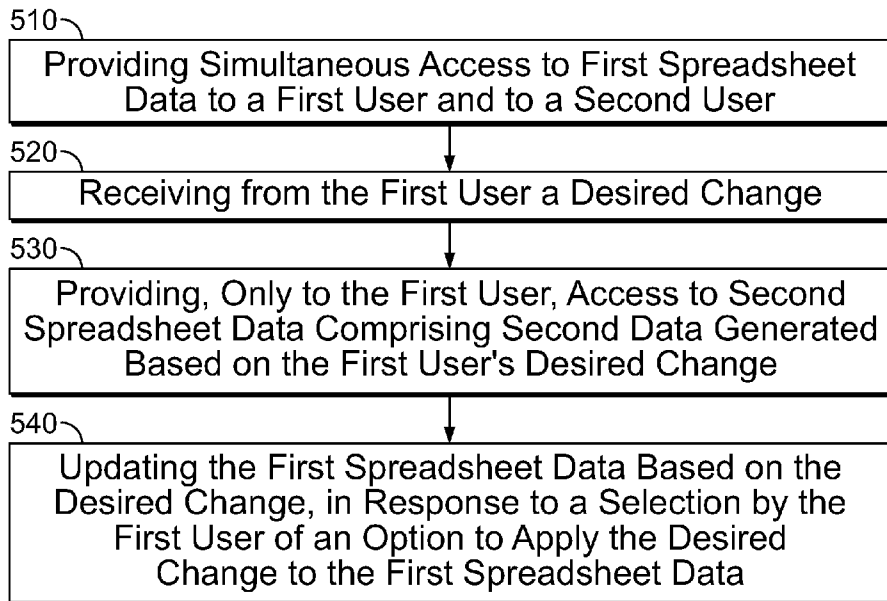 510
Providing Simultaneous Access to First Spreadsheet
Data to a First User and to a Second User
520
Receiving from the First User a Desired Change
530
Providing, Only to the First User, Access to Second
Spreadsheet Data Comprising Second Data Generated
Based on the First User's Desired Change
540
Updating the First Spreadsheet Data Based on the
Desired Change, in Response to a Selection by the
First User of an Option to Apply the Desired
Change to the First Spreadsheet Data